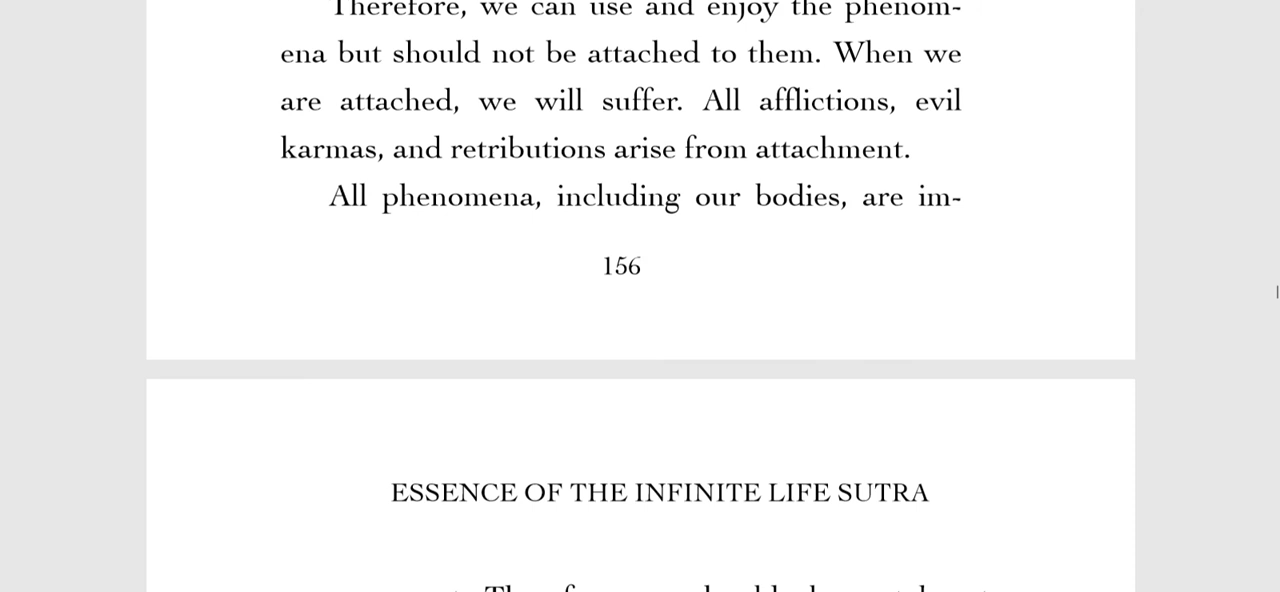 Therefore, we can use and enjoy the phenom-
ena but should not be attached to them. When we
are attached, we will suffer. All afflictions, evil
karmas, and retributions arise from attachment.
All phenomena, including our bodies, are im-
156
ESSENCE OF THE INFINITE LIFE SUTRA